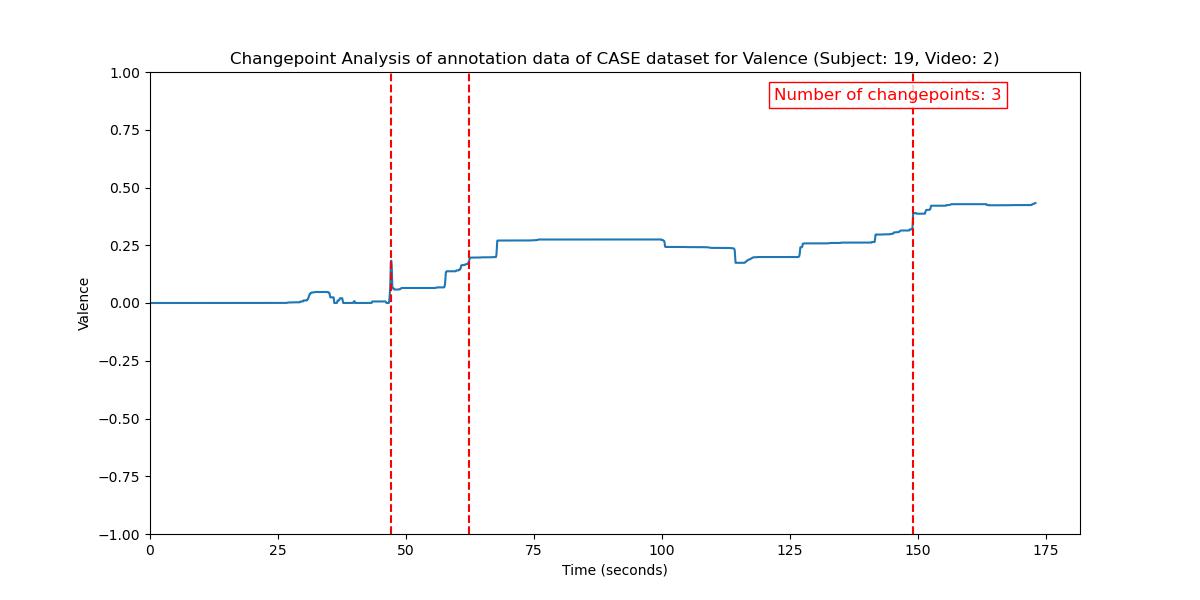 Changepoint Analysis of annotation data of CASE dataset for Valence (Subject: 19, Video: 2)
Number of changepoints: 3
1.00
0.75
0.50
0.25
0.00
−0.25
−0.50
−0.75
−1.00
Valence
0 25 50 75 100 125 150 175
Time (seconds)